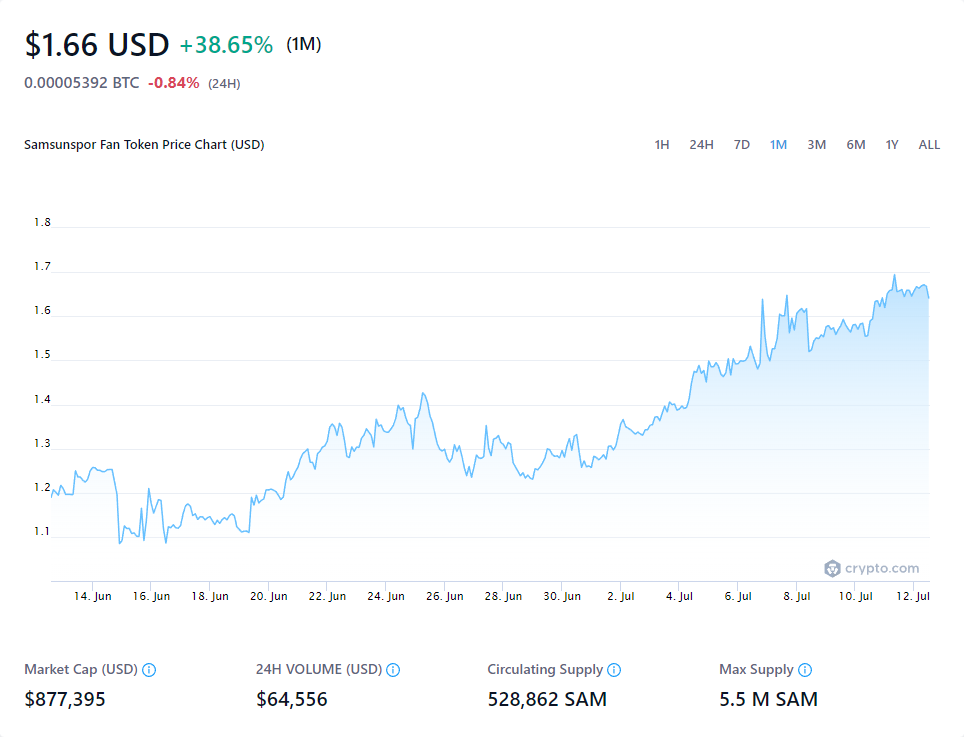 $1.66 USD +38.65% (1M)
0.00005392 BTC -0.84% (24H)
Samsunspor Fan Token Price Chart (USD) 1H 24H 7D 1M 3M 6M 1Y ALL
1.8
1.7
1.6
1.5
1.4
1.3
1.2
1.1
crypto.com
14. Jun 16. Jun 18. Jun 20. Jun 22. Jun 24. Jun 26. Jun 28. Jun 30. Jun 2. Jul 4. Jul 6. Jul 8. Jul 10. Jul 12. Jul
Market Cap (USD) 24H VOLUME (USD) Circulating Supply Max Supply
$877,395 $64,556 528,862 SAM 5.5 M SAM